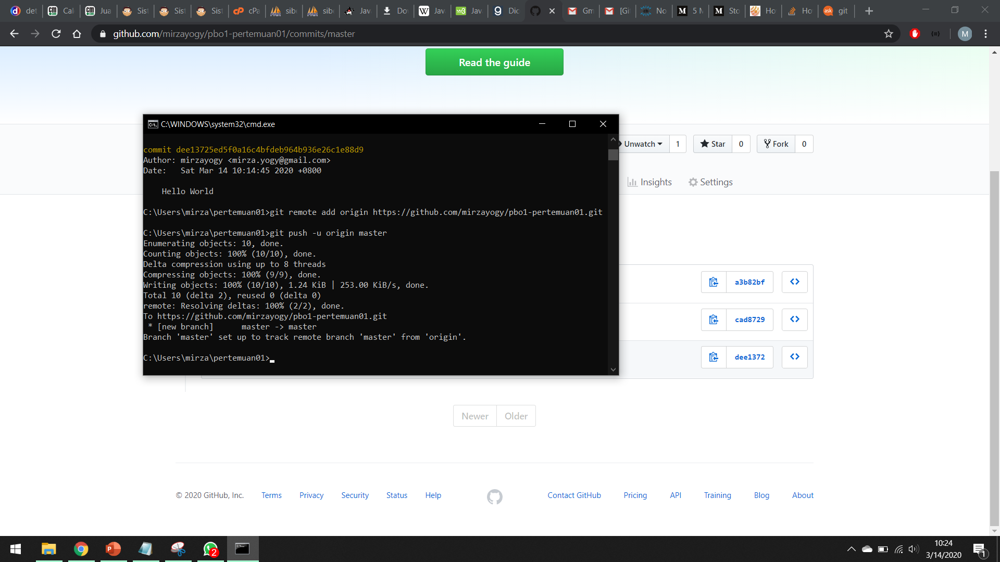 det
Cal
Jua
Sist
Sist
Sist
cPa
sibe
sibe
Java
Dov
Java
Java
Dic
Gm
[Git
No
5 M
Sto
Ho
Ho
git
github.com/mirzayogy/pbo1-pertemuan01/commits/master
M
Read the guide
C:\WINDOWS\system32\cmd.exe
commit dee13725ed5f0a16c4bfdeb964b936e26c1e88d9
Author: mirzayogy <mirza.yogy@gmail.com>
Date:   Sat Mar 14 10:14:45 2020 +0800
Hello World
C:\Users\mirza\pertemuan01>git remote add origin https://github.com/mirzayogy/pbo1-pertemuan01.git
C:\Users\mirza\pertemuan01>git push -u origin master
Enumerating objects: 10, done.
Counting objects: 100% (10/10), done.
Delta compression using up to 8 threads
Compressing objects: 100% (9/9), done.
Writing objects: 100% (10/10), 1.24 KiB | 253.00 KiB/s, done.
Total 10 (delta 2), reused 0 (delta 0)
remote: Resolving deltas: 100% (2/2), done.
To https://github.com/mirzayogy/pbo1-pertemuan01.git
 * [new branch]      master -> master
Branch 'master' set up to track remote branch 'master' from 'origin'.
C:\Users\mirza\pertemuan01>
Unwatch 1 Star 0 Fork 0
Insights Settings
a3b82bf
cad8729
dee1372
Newer Older
© 2020 GitHub, Inc. Terms Privacy Security Status Help Contact GitHub Pricing API Training Blog About
2
10:24
3/14/2020
1